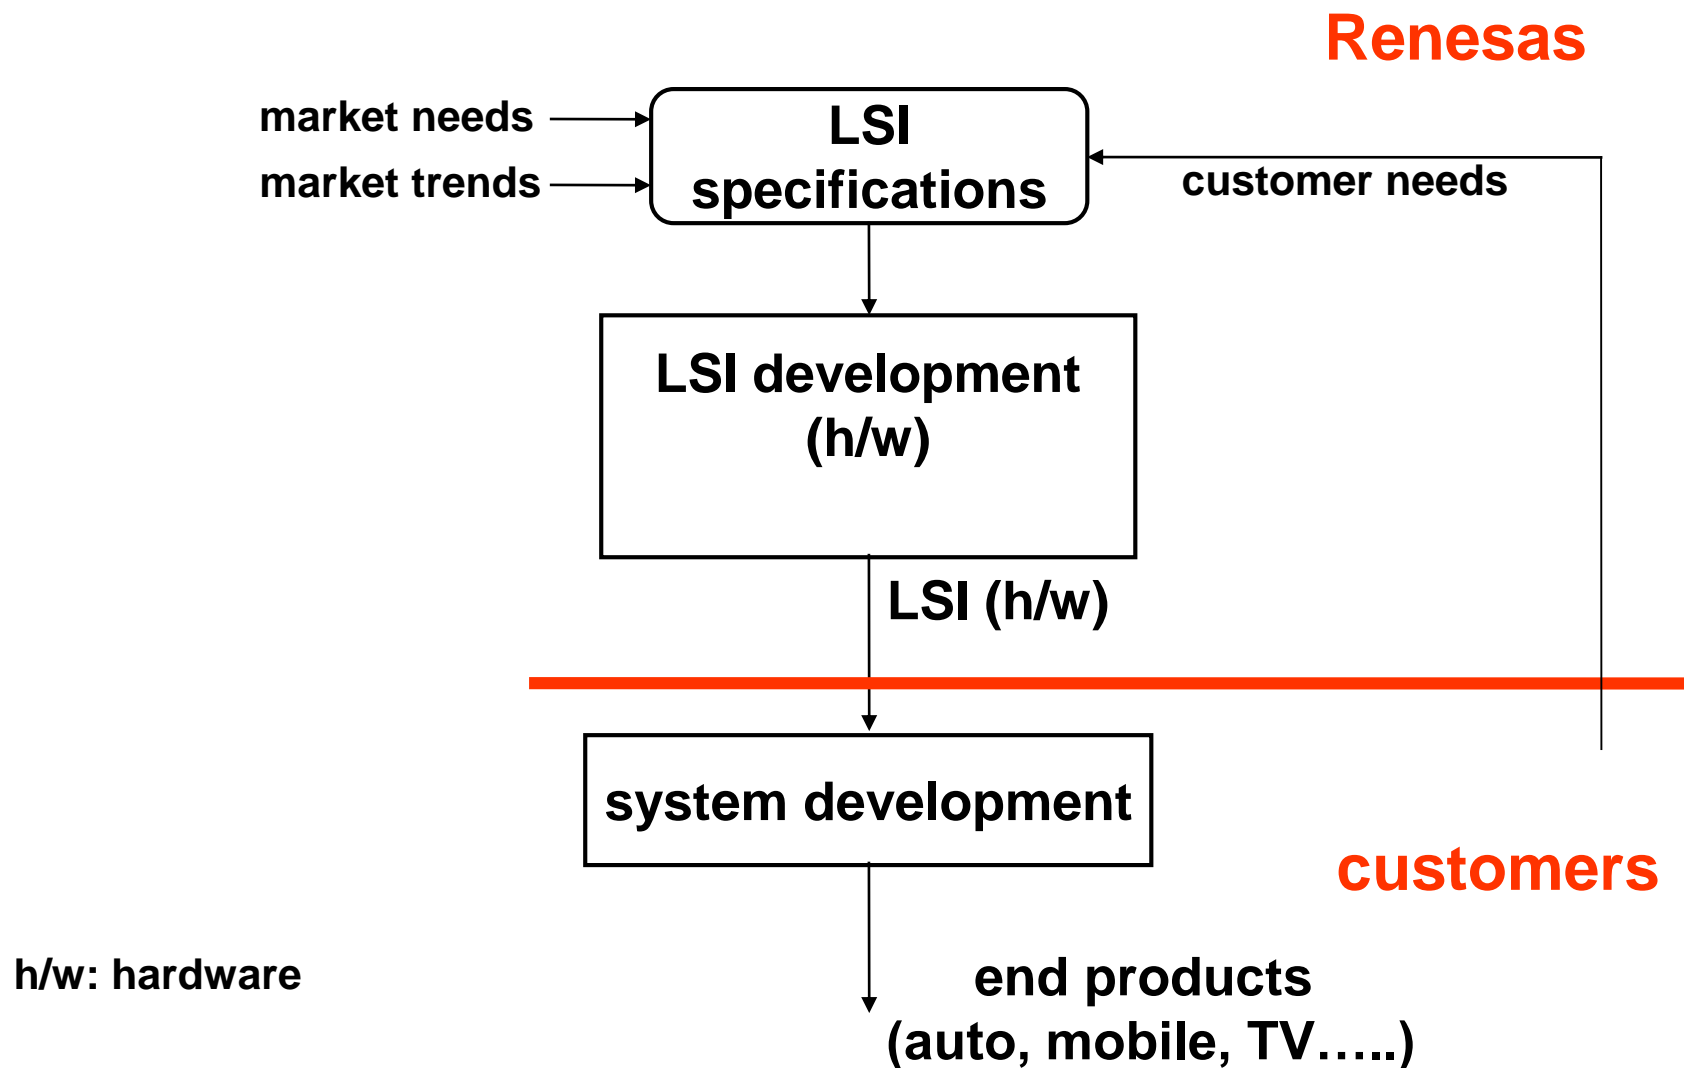 Renesas
market needs
LSI
specifications
market trends
customer needs
LSI development
(h/w)
LSI (h/w)
system development
customers
h/w: hardware
end products
(auto, mobile, TV…..)